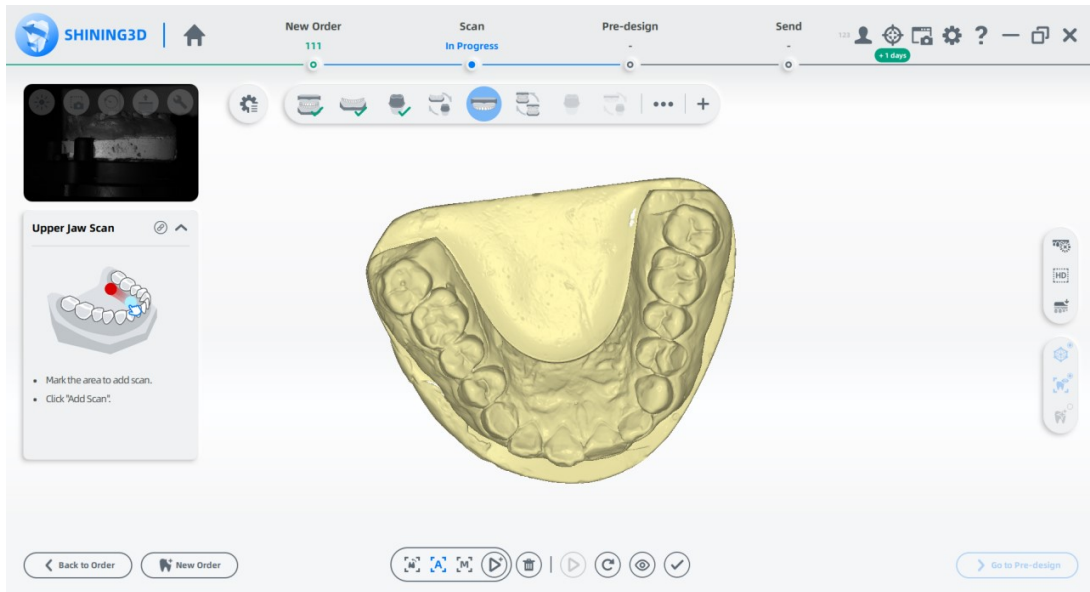 SHINING3D
New Order
111
Scan
In Progress
Pre-design
-
Send
-
123
+ 1 days
Upper Jaw Scan
• Mark the area to add scan.
• Click "Add Scan".
HD
Back to Order
New Order
A
M
Go to Pre-design